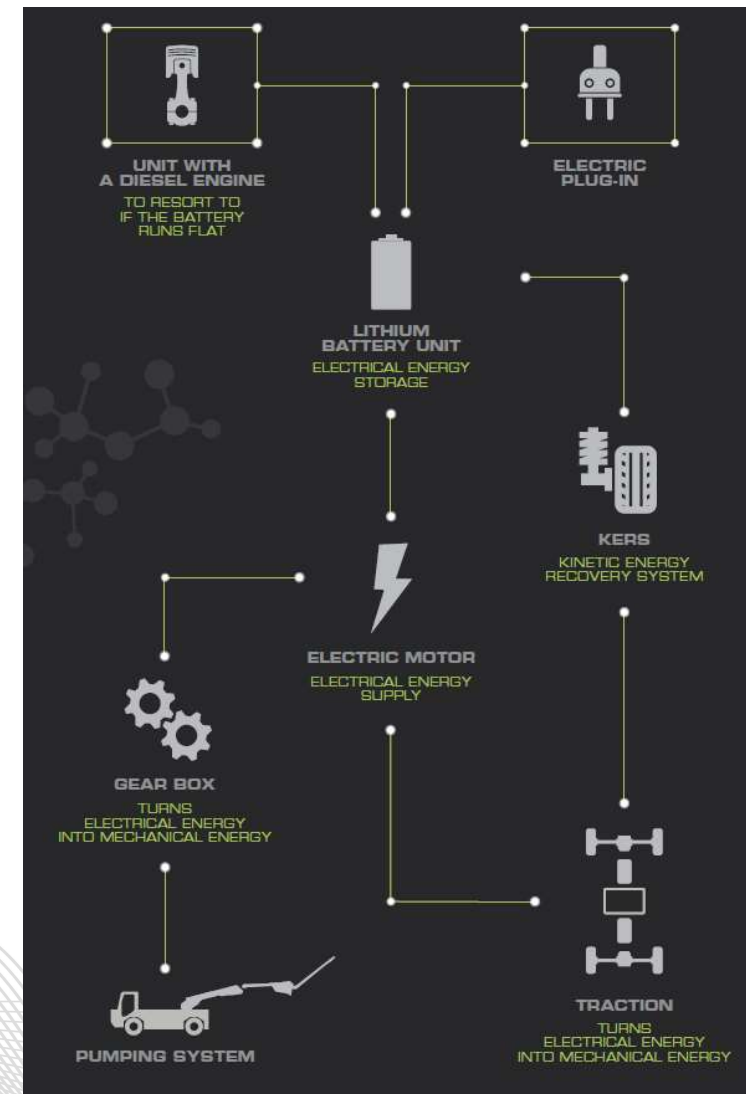 UNIT WITH
A DIESEL ENGINE
TO RESORT TO
IF THE BATTERY
RUNS FLAT
ELECTRIC
PLUG-IN
LITHIUM
BATTERY UNIT
ELECTRICAL ENERGY
STORAGE
KERS
KINETIC ENERGY
RECOVERY SYSTEM
ELECTRIC MOTOR
ELECTRICAL ENERGY
SUPPLY
GEAR BOX
TURNS
ELECTRICAL ENERGY
INTO MECHANICAL ENERGY
PUMPING SYSTEM
TRACTION
TURNS
ELECTRICAL ENERGY
INTO MECHANICAL ENERGY